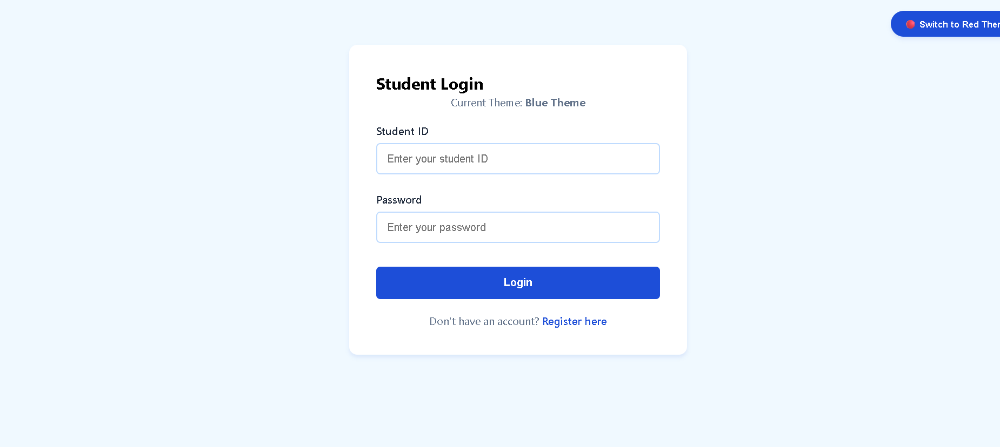 Switch to Red Ther
Student Login
Current Theme: Blue Theme
Student ID
Enter your student ID
Password
Enter your password
Login
Don't have an account? Register here